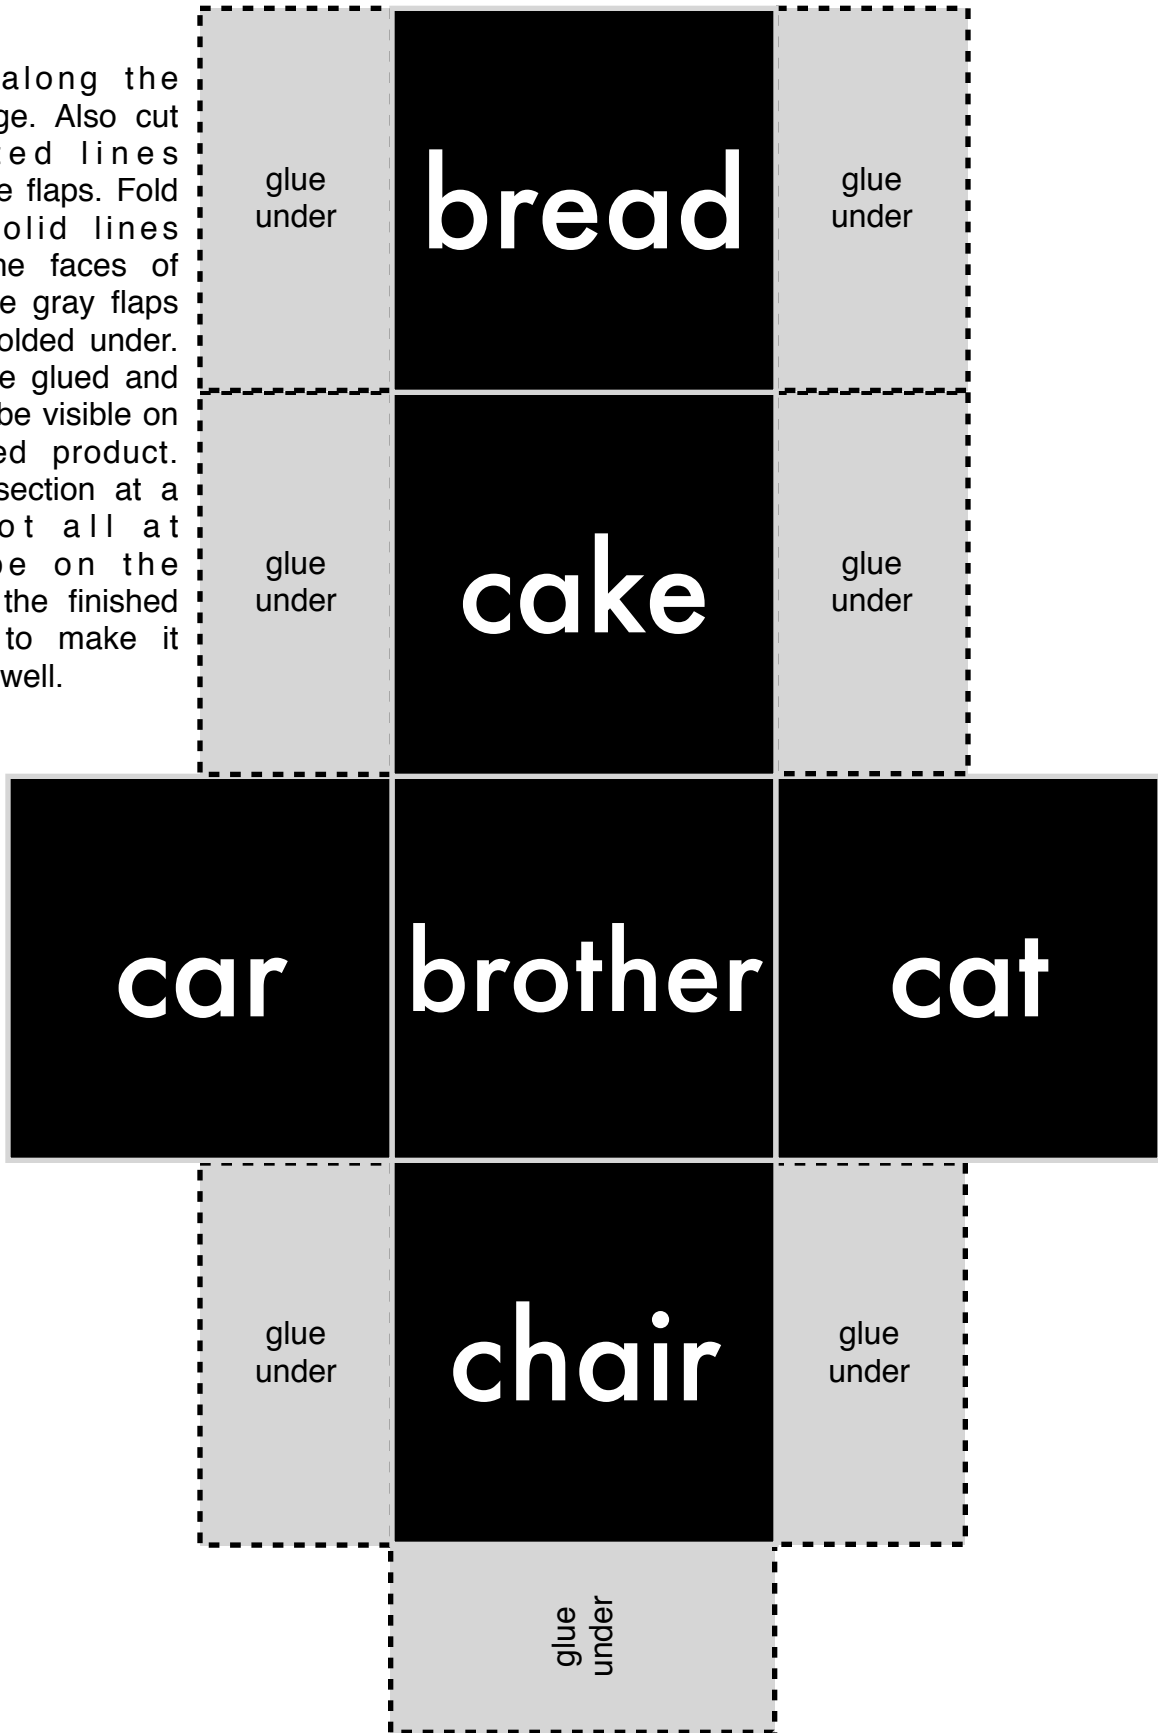 along the
ge. Also cut
ted lines
e flaps. Fold
olid lines
he faces of
e gray flaps
olded under.
e glued and
be visible on
ed product.
section at a
ot all at
pe on the
the finished
to make it
well.
glue
under
bread
glue
under
glue
under
cake
glue
under
car
brother
cat
glue
under
chair
glue
under
glue
under